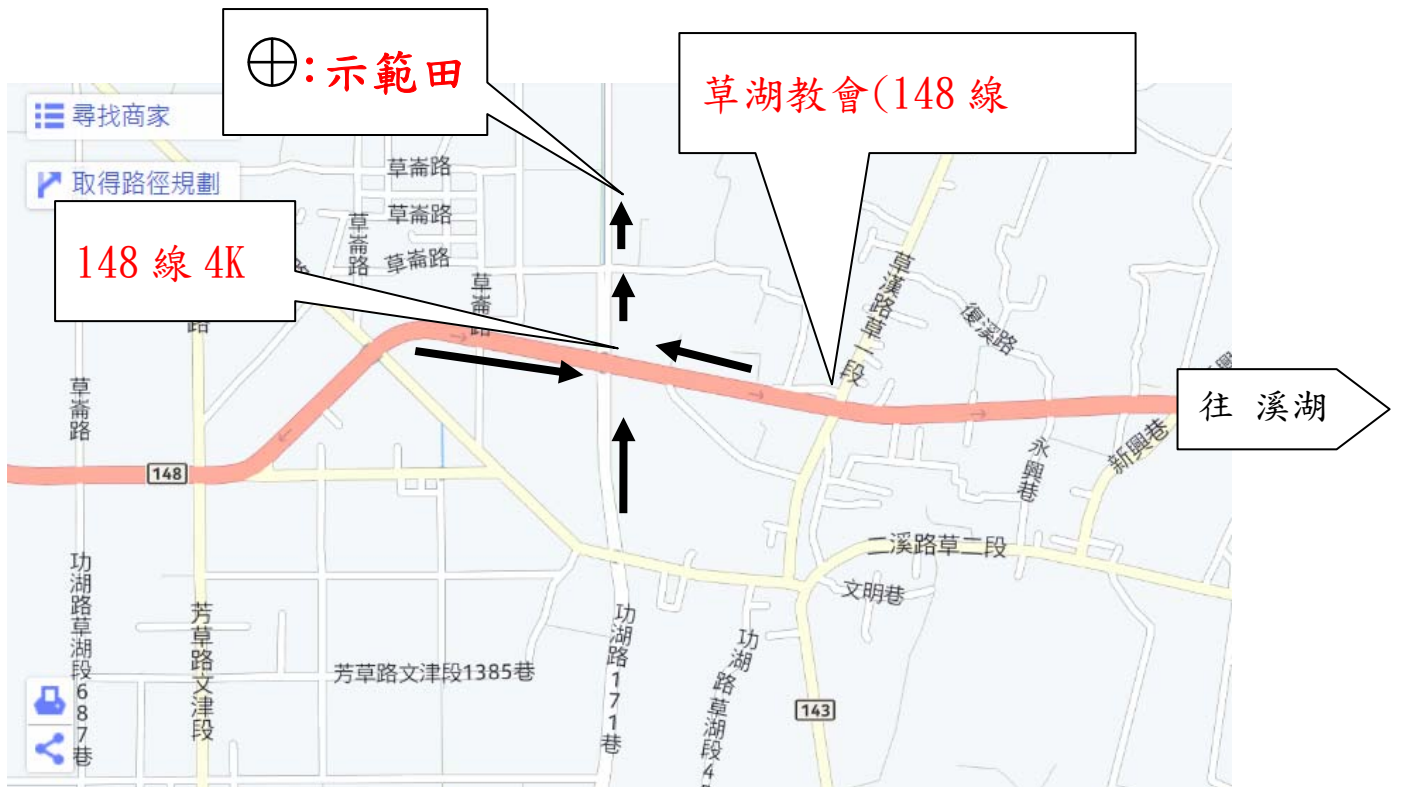 ⊕:示範田
草湖教會(148 線
尋找商家
取得路徑規劃
148 線 4K
草崙路
草崙路
草崙路
草崙路
草崙路
草崙路
路
148
草漢路草一段
復溪路
往 溪湖
永興巷
新興巷
二溪路草二段
文明巷
功湖路草湖段687巷
芳草路文津段
芳草路文津段1385巷
功湖路171巷
功湖路草湖段4
143